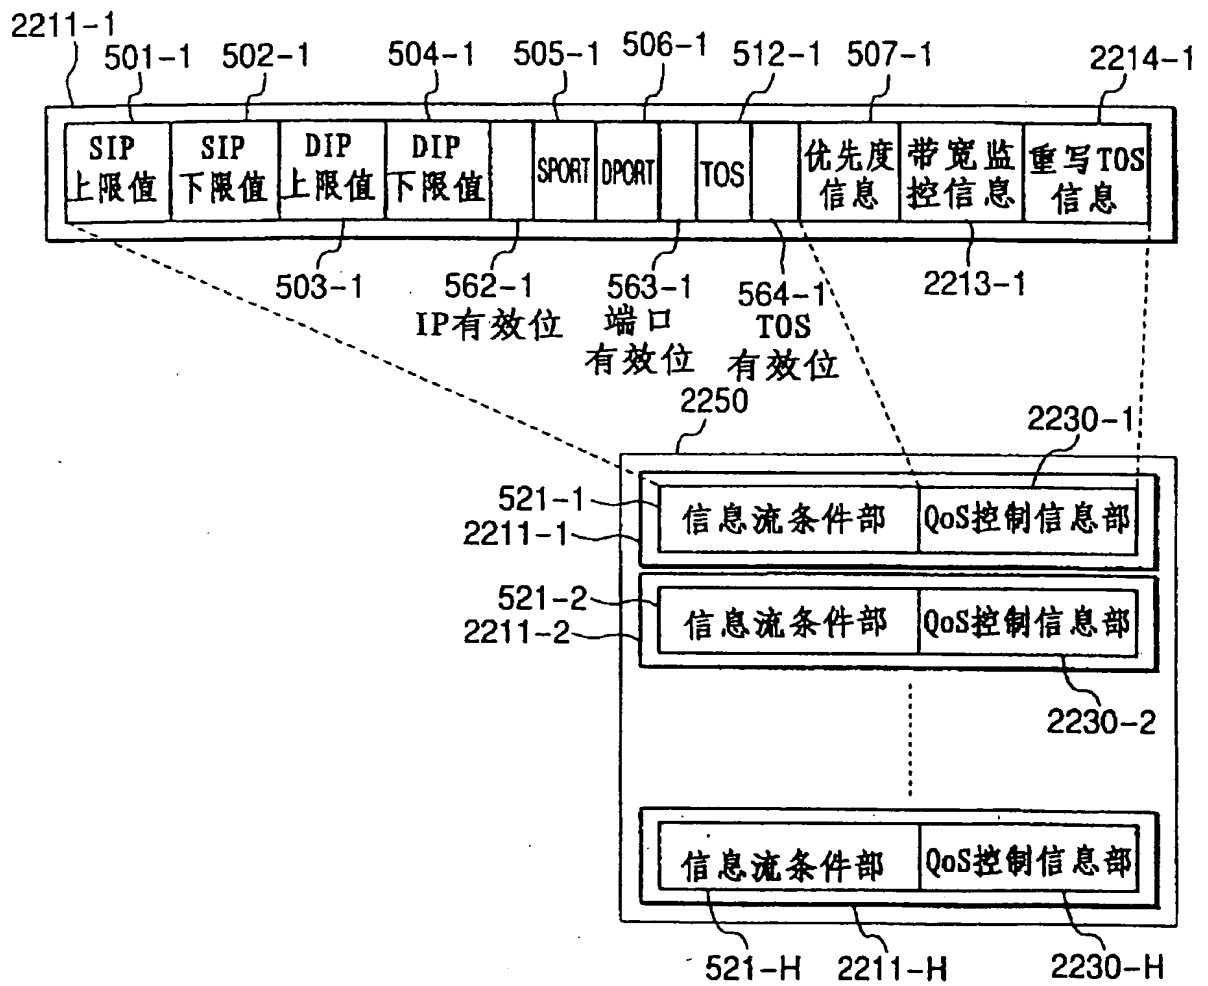 2211-1
501-1
502-1
504-1
505-1
506-1
512-1
507-1
2214-1
SIP
上限值
SIP
下限值
DIP
上限值
DIP
下限值
SPORT
DPORT
TOS
优先度
信息
带宽监
控信息
重写TOS
信息
503-1
562-1
IP有效位
563-1
端口
有效位
564-1
TOS
有效位
2213-1
2250
2230-1
521-1
2211-1
信息流条件部
QoS控制信息部
521-2
2211-2
信息流条件部
QoS控制信息部
2230-2
信息流条件部
QoS控制信息部
521-H
2211-H
2230-H